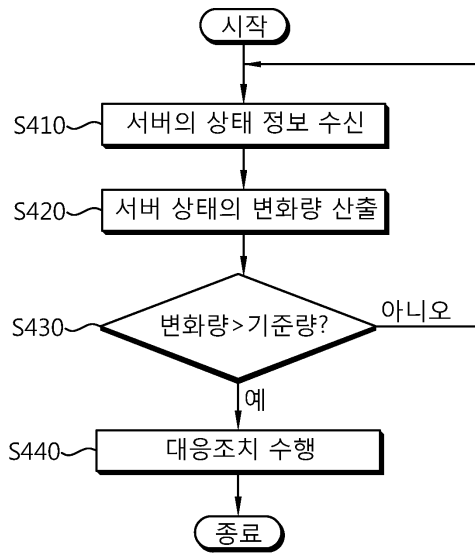 시작
S410
서버의 상태 정보 수신
S420
서버 상태의 변화량 산출
S430
변화량>기준량?
아니오
예
S440
대응조치 수행
종료